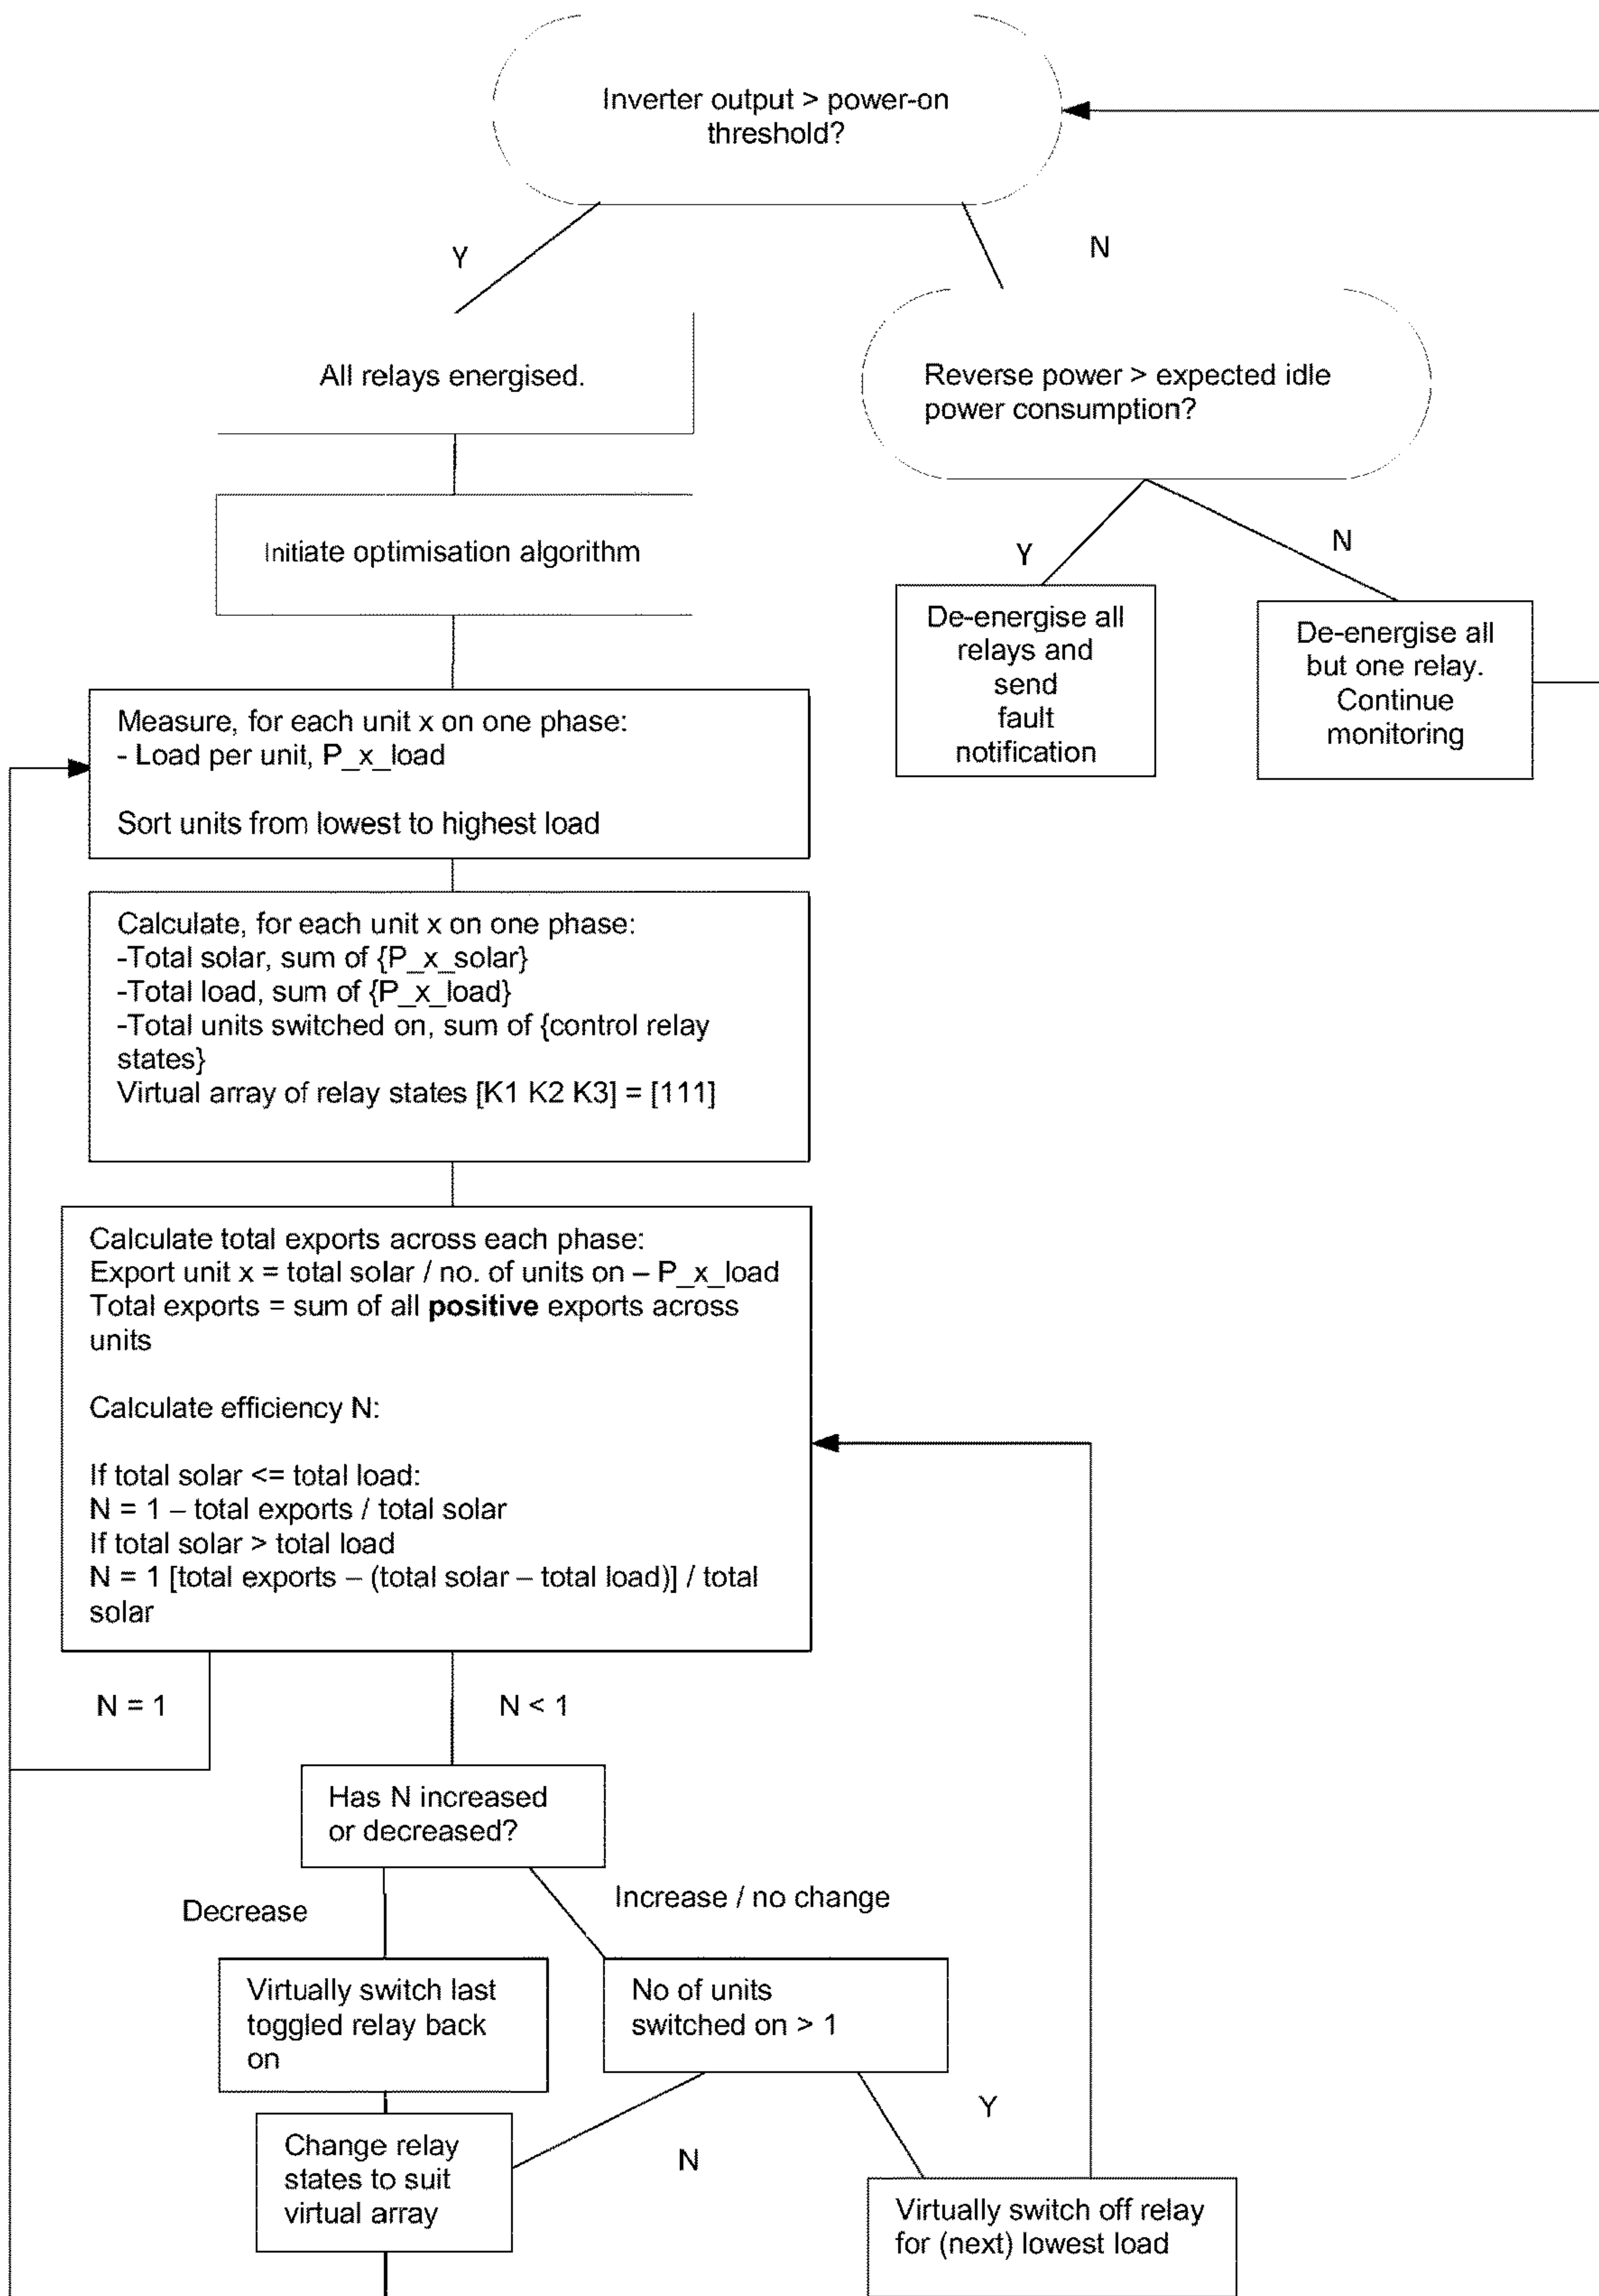 Inverter output > power-on
threshold?
Y
N
All relays energised.
Reverse power > expected idle
power consumption?
Initiate optimisation algorithm
Y
N
De-energise all
relays and
send
fault
notification
De-energise all
but one relay.
Continue
monitoring
Measure, for each unit x on one phase:
- Load per unit, P_x_load
Sort units from lowest to highest load
Calculate, for each unit x on one phase:
-Total solar, sum of {P_x_solar}
-Total load, sum of {P_x_load}
-Total units switched on, sum of {control relay
states}
Virtual array of relay states [K1 K2 K3] = [111]
Calculate total exports across each phase:
Export unit x = total solar / no. of units on – P_x_load
Total exports = sum of all positive exports across
units
Calculate efficiency N:
If total solar <= total load:
N = 1 – total exports / total solar
If total solar > total load
N = 1 [total exports – (total solar – total load)] / total
solar
N = 1
N < 1
Has N increased
or decreased?
Decrease
Increase / no change
Virtually switch last
toggled relay back
on
No of units
switched on > 1
Change relay
states to suit
virtual array
N
Y
Virtually switch off relay
for (next) lowest load